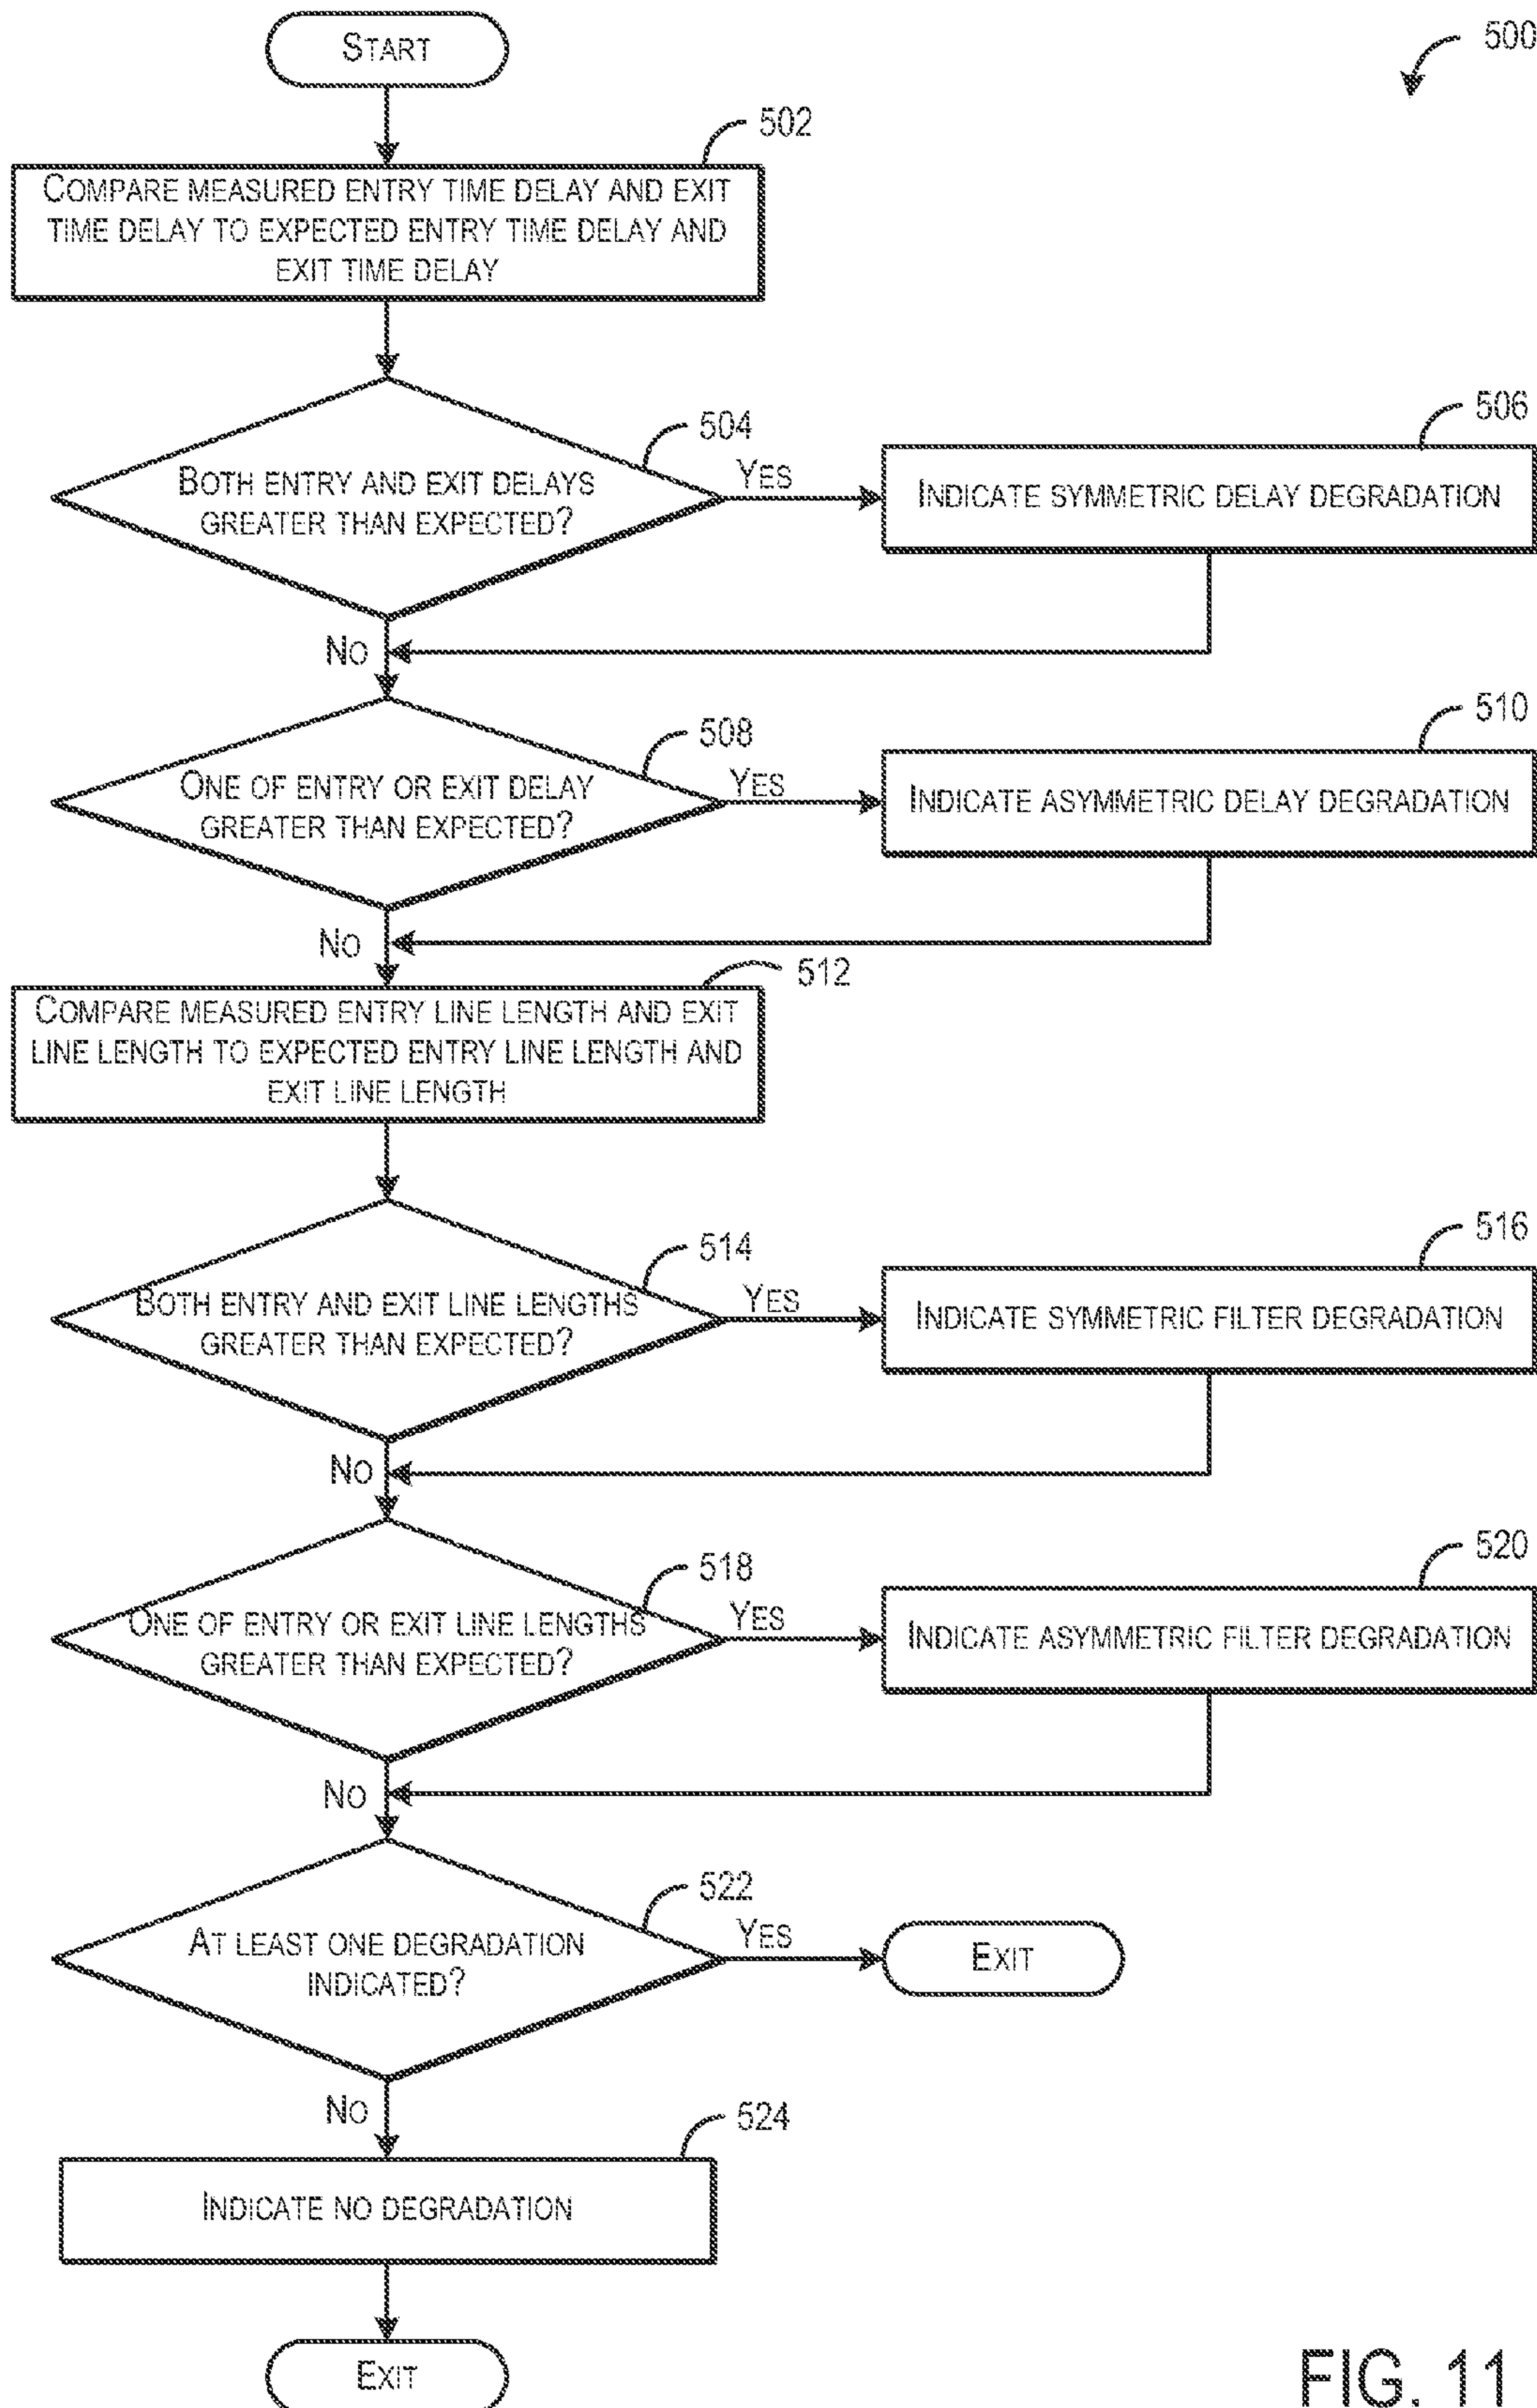 START
500
502
COMPARE MEASURED ENTRY TIME DELAY AND EXIT
TIME DELAY TO EXPECTED ENTRY TIME DELAY AND
EXIT TIME DELAY
504
BOTH ENTRY AND EXIT DELAYS
GREATER THAN EXPECTED?
YES
506
INDICATE SYMMETRIC DELAY DEGRADATION
NO
508
ONE OF ENTRY OR EXIT DELAY
GREATER THAN EXPECTED?
YES
510
INDICATE ASYMMETRIC DELAY DEGRADATION
NO
512
COMPARE MEASURED ENTRY LINE LENGTH AND EXIT
LINE LENGTH TO EXPECTED ENTRY LINE LENGTH AND
EXIT LINE LENGTH
514
BOTH ENTRY AND EXIT LINE LENGTHS
GREATER THAN EXPECTED?
YES
516
INDICATE SYMMETRIC FILTER DEGRADATION
NO
518
ONE OF ENTRY OR EXIT LINE LENGTHS
GREATER THAN EXPECTED?
YES
520
INDICATE ASYMMETRIC FILTER DEGRADATION
NO
522
AT LEAST ONE DEGRADATION
INDICATED?
YES
EXIT
NO
524
INDICATE NO DEGRADATION
EXIT
FIG. 11